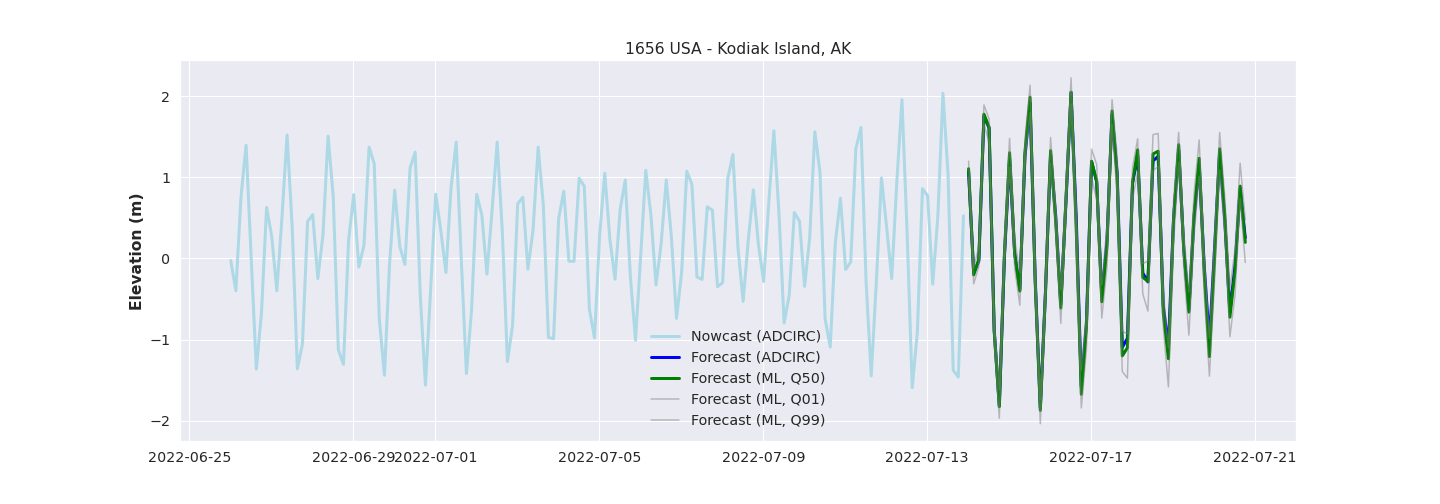 1656 USA - Kodiak Island, AK
Elevation (m)
2
1
0
−1
−2
Nowcast (ADCIRC)
Forecast (ADCIRC)
Forecast (ML, Q50)
Forecast (ML, Q01)
Forecast (ML, Q99)
2022-06-25 2022-06-29 2022-07-01 2022-07-05 2022-07-09 2022-07-13 2022-07-17 2022-07-21